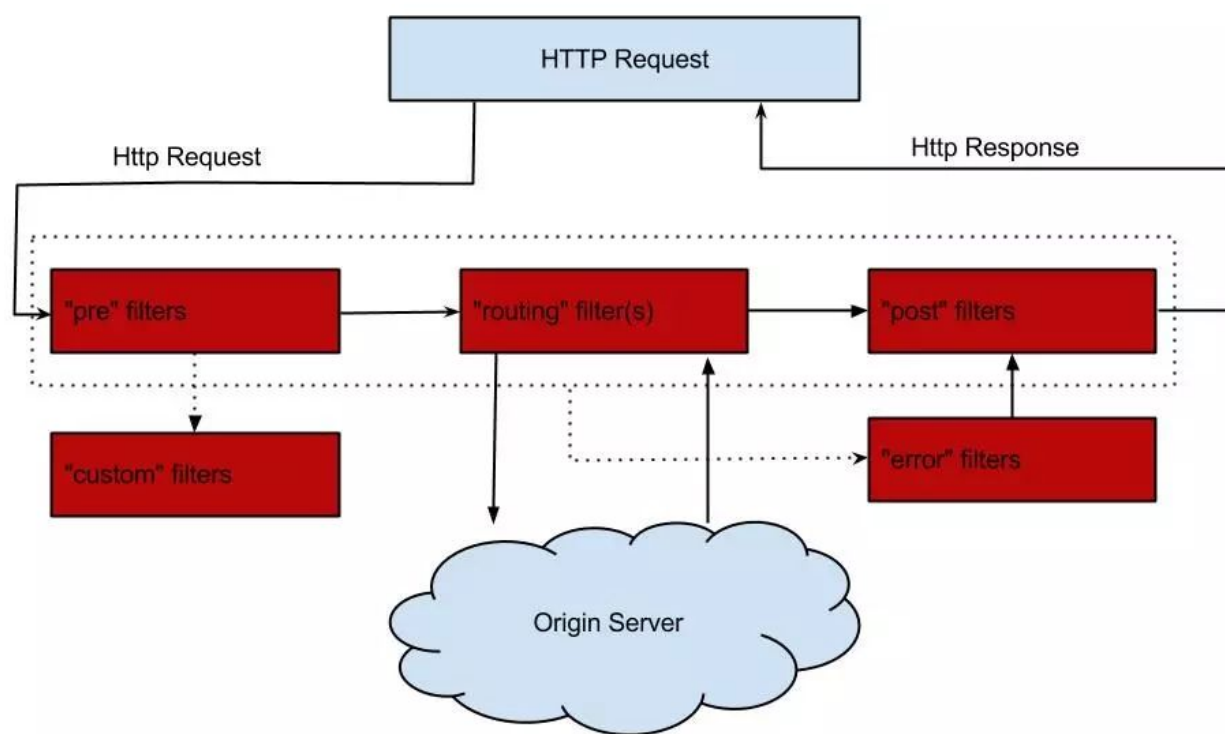 HTTP Request
Http Request
Http Response
"pre" filters
"routing" filter(s)
"post" filters
"custom" filters
"error" filters
Origin Server